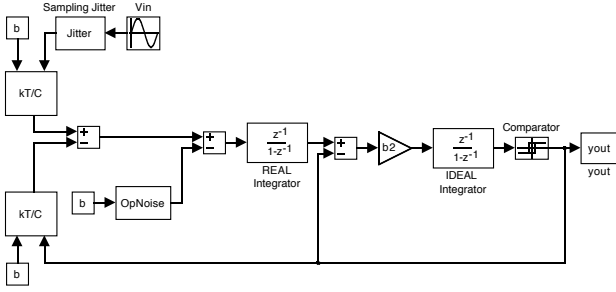 Sampling Jitter
Vin
b
Jitter
kT/C
+
−
+
−
z-1
1-z-1
REAL
Integrator
+
−
b2
z-1
1-z-1
IDEAL
Integrator
Comparator
yout
yout
kT/C
b
OpNoise
b